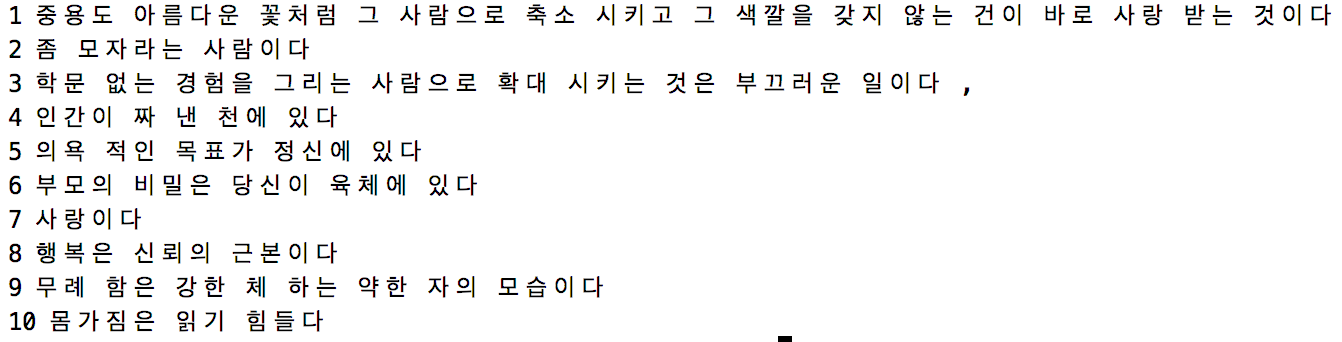 1 중용도 아름다운 꽃처럼 그 사람으로 축소 시키고 그 색깔을 갖지 않는 건이 바로 사랑 받는 것이다
2 좀 모자라는 사람이다
3 학문 없는 경험을 그리는 사람으로 확대 시키는 것은 부끄러운 일이다 ,
4 인간이 짜 낸 천에 있다
5 의욕 적인 목표가 정신에 있다
6 부모의 비밀은 당신이 육체에 있다
7 사랑이다
8 행복은 신뢰의 근본이다
9 무례 함은 강한 체 하는 약한 자의 모습이다
10 몸가짐은 읽기 힘들다